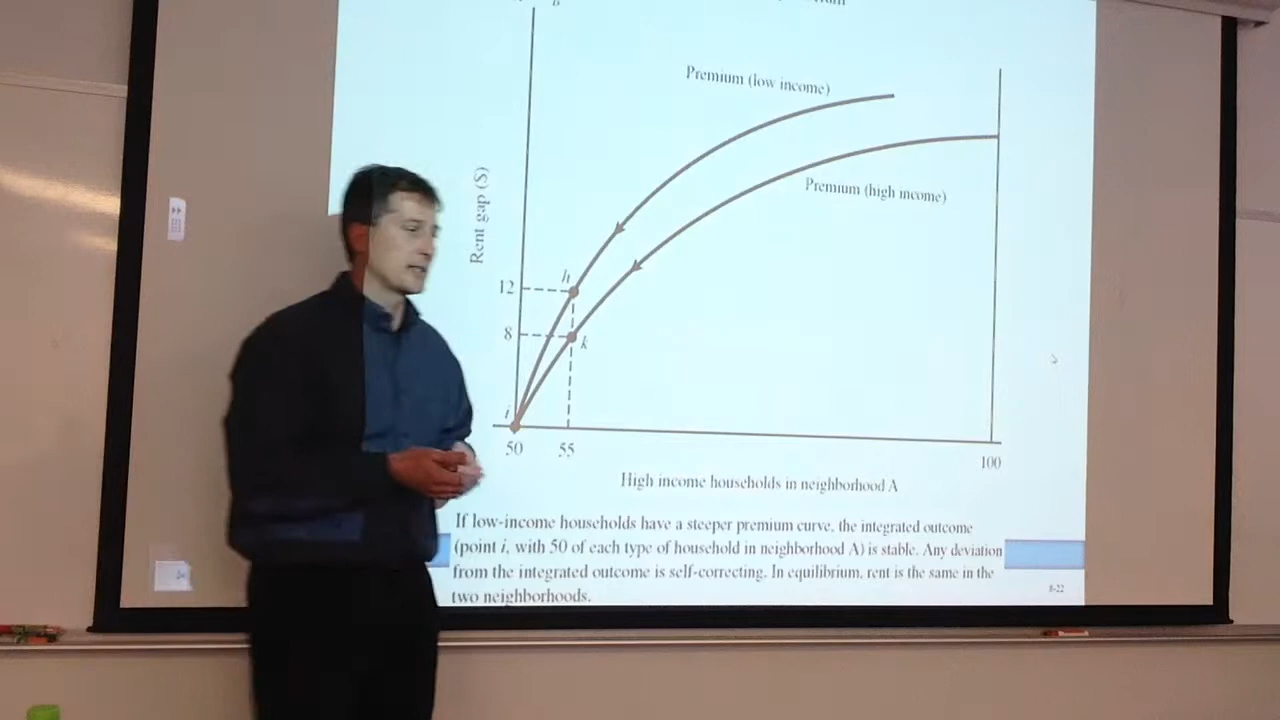 Premium (low income)
Premium (high income)
Rent gap ($)
12
h
8
k
i
50
55
100
High income households in neighborhood A
If low-income households have a steeper premium curve, the integrated outcome
(point i, with 50 of each type of household in neighborhood A) is stable. Any deviation
from the integrated outcome is self-correcting. In equilibrium, rent is the same in the
two neighborhoods.
8-22